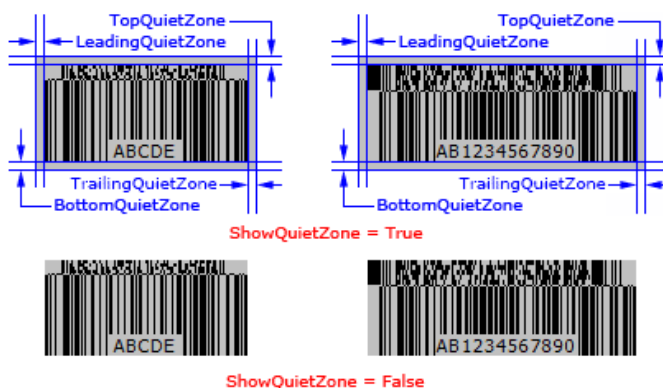 TopQuietZone TopQuietZone
LeadingQuietZone LeadingQuietZone
ABCDE AB1234567890
TrailingQuietZone TrailingQuietZone
BottomQuietZone BottomQuietZone
ShowQuietZone = True
ABCDE AB1234567890
ShowQuietZone = False